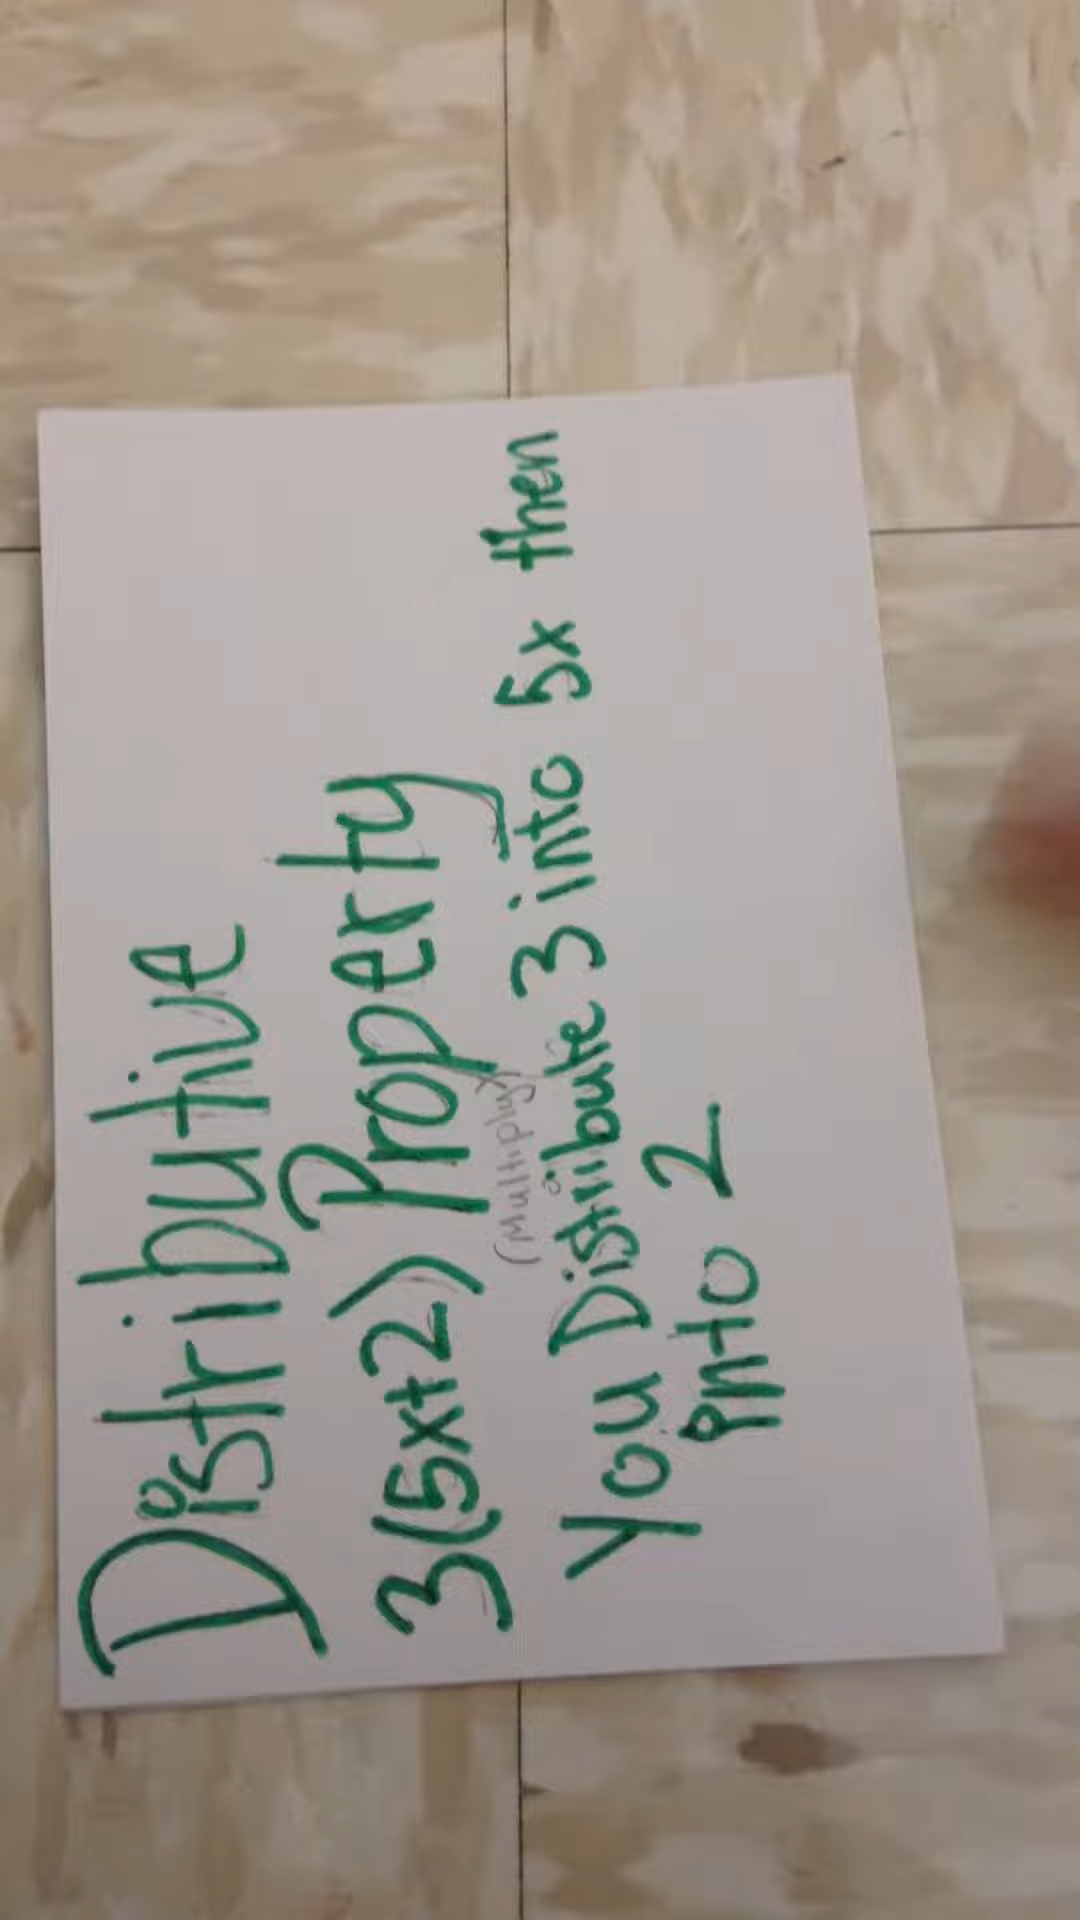 Distributive
3(5x+2) Property
(Multiply)
You Distribute 3 into 5x then
into 2